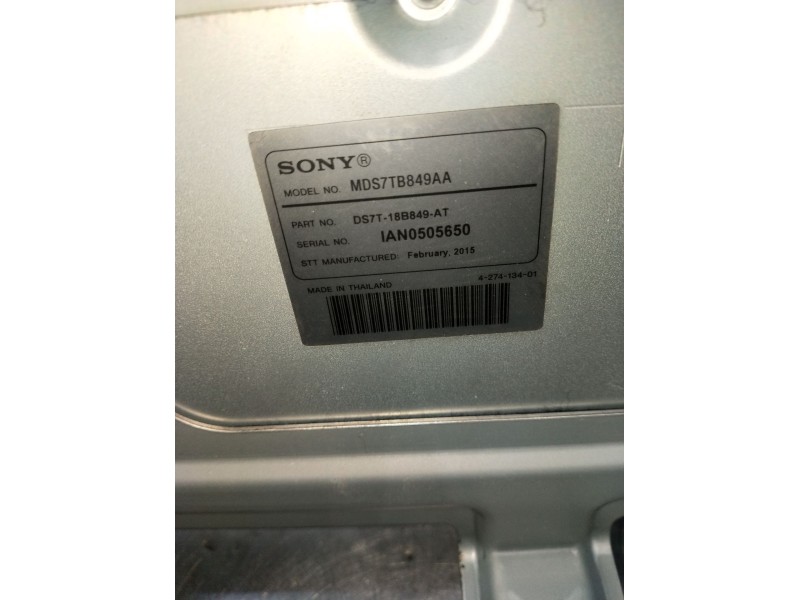 SONY®
MODEL NO. MDS7TB849AA
PART NO. DS7T-18B849-AT
SERIAL NO. IAN0505650
STT MANUFACTURED: February, 2015
MADE IN THAILAND 4-274-134-01